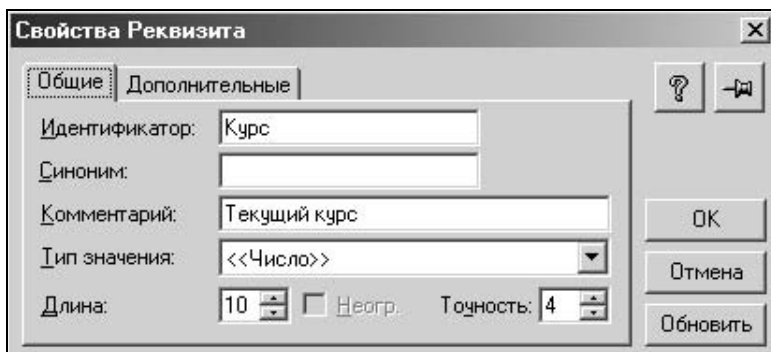 Свойства Реквизита
Общие Дополнительные
Идентификатор: Курс
Синоним:
Комментарий: Текущий курс
Тип значения: <<Число>>
Длина: 10 Неогр. Точность: 4
OK
Отмена
Обновить